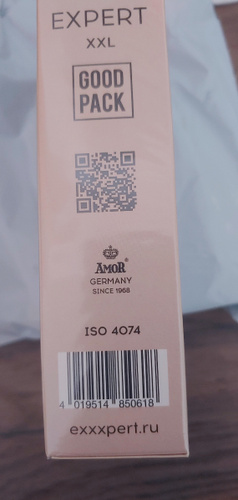 EXPERT
XXL
GOOD
PACK
AMOR®
GERMANY
SINCE 1968
ISO 4074
4 019514 850618
exxxpert.ru